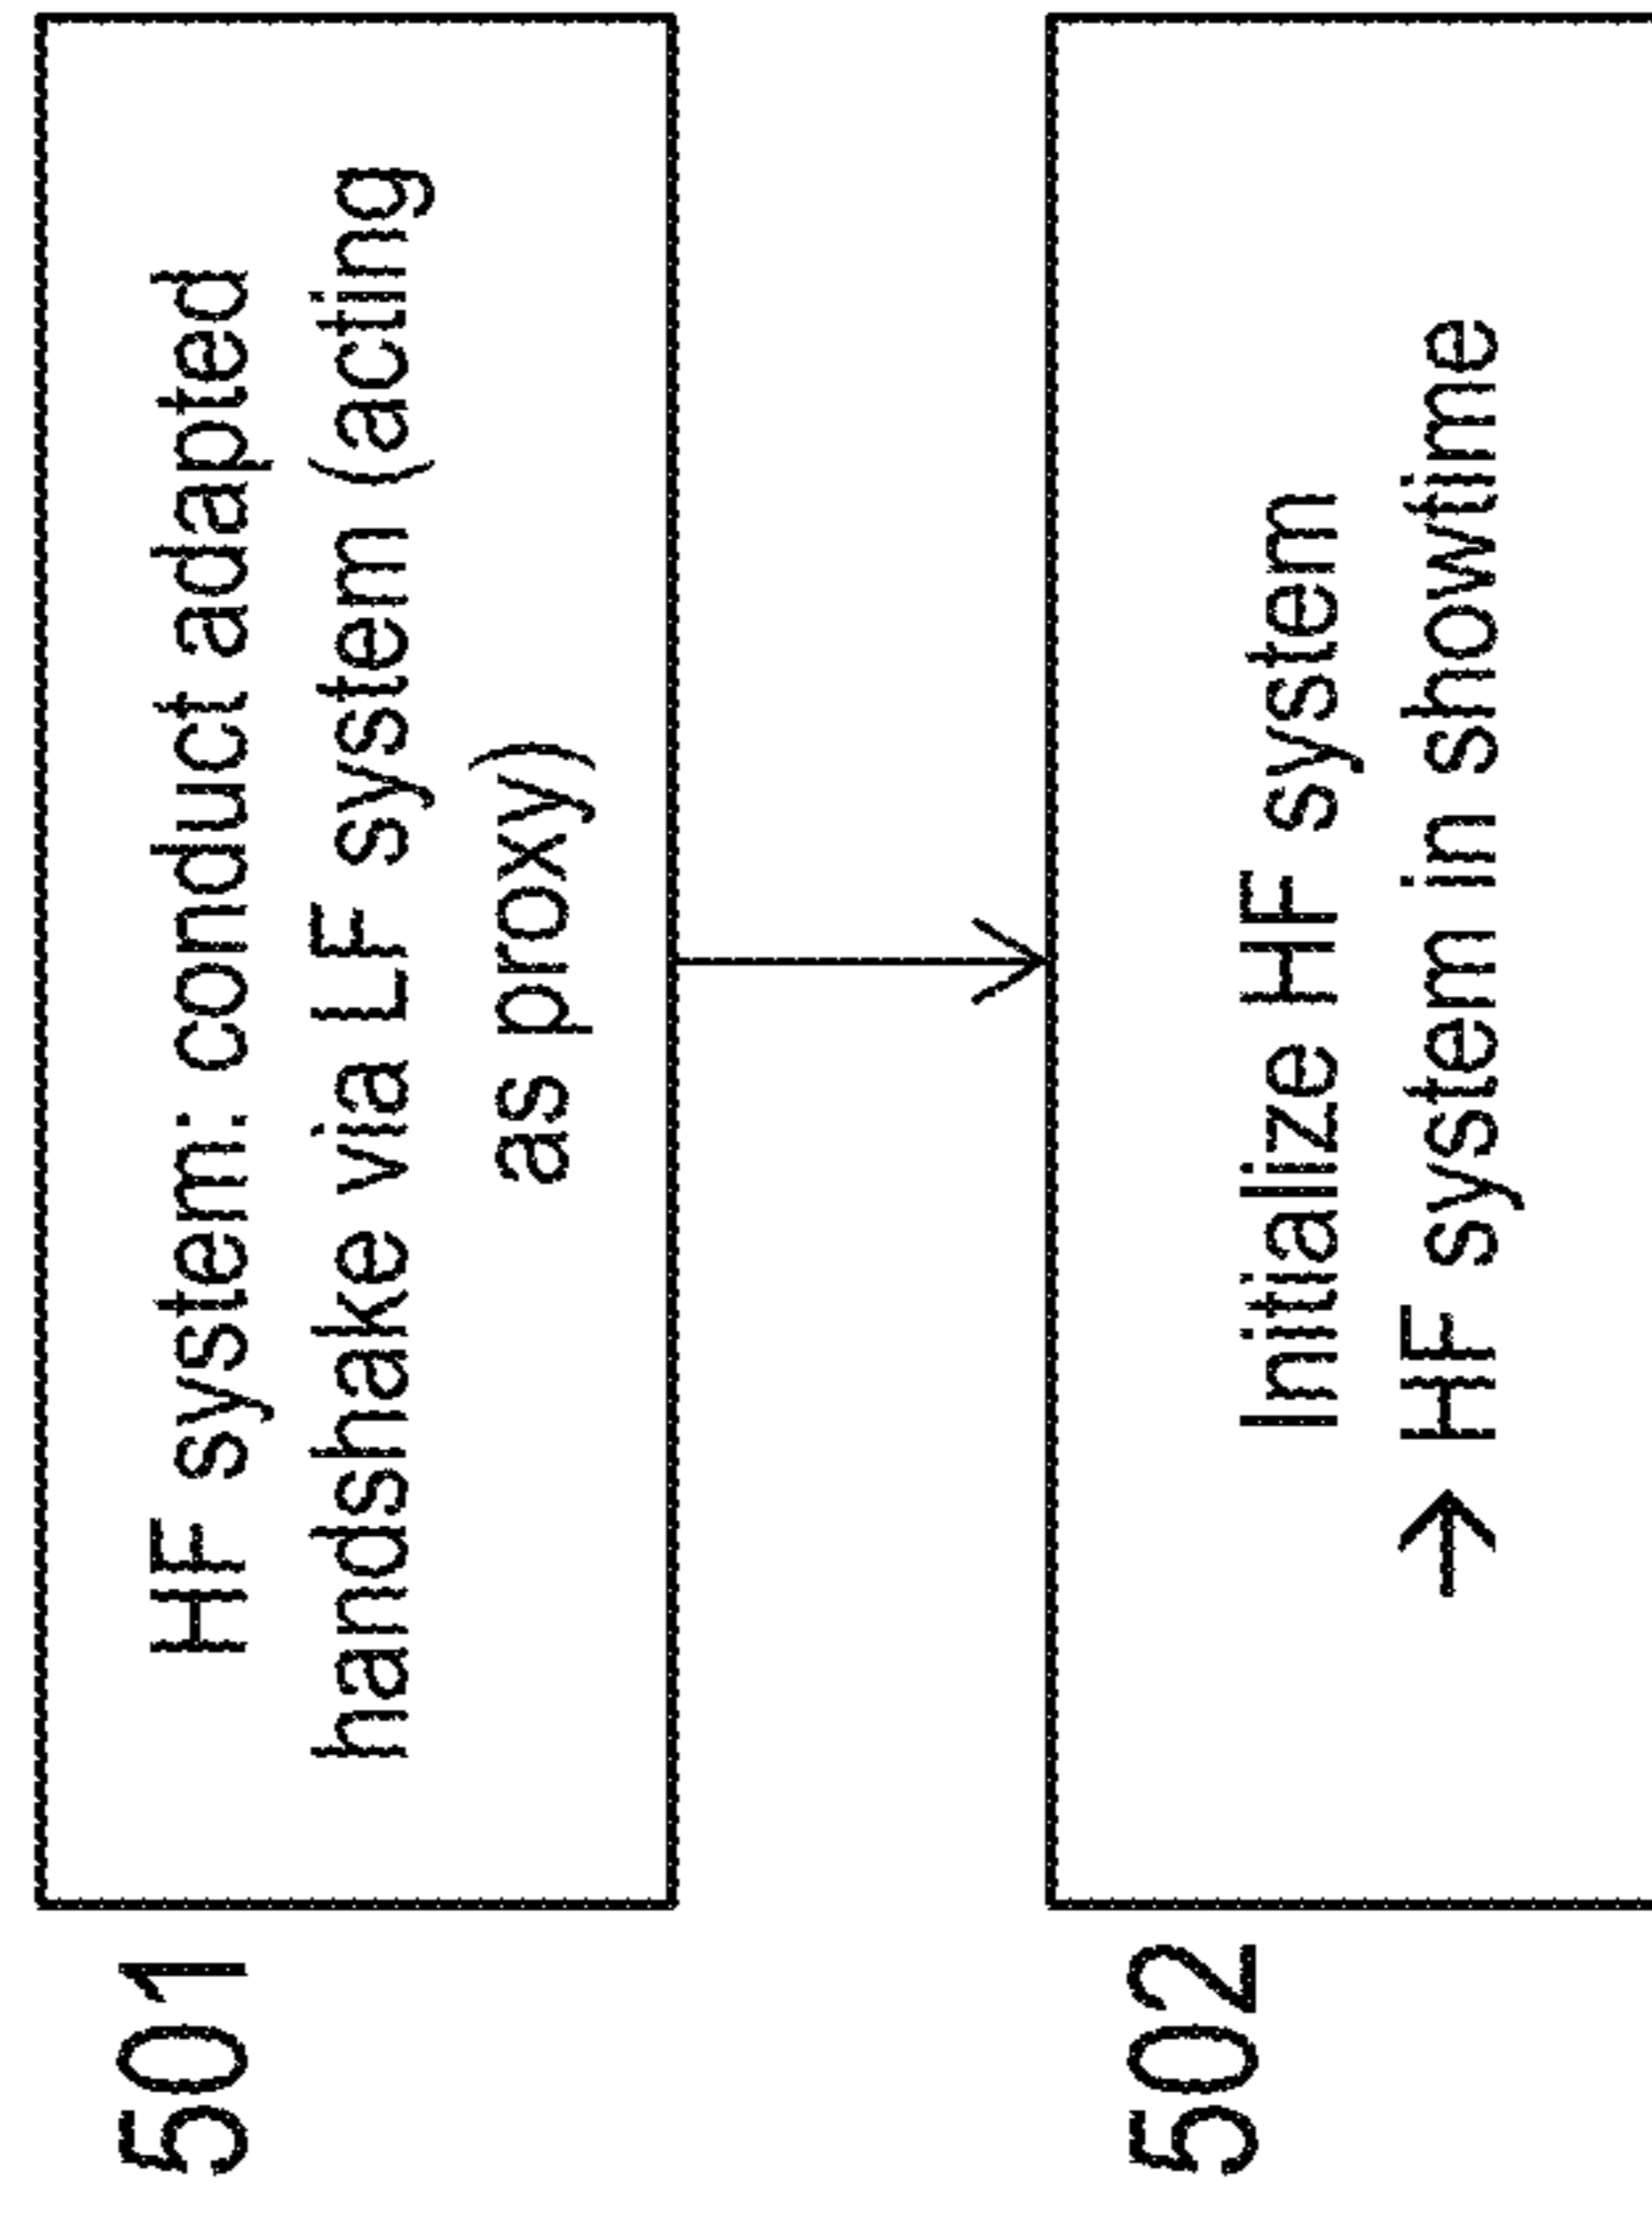 501
HF system: conduct adapted
handshake via LF system (acting
as proxy)
502
Initialize HF system
→ HF system in showtime